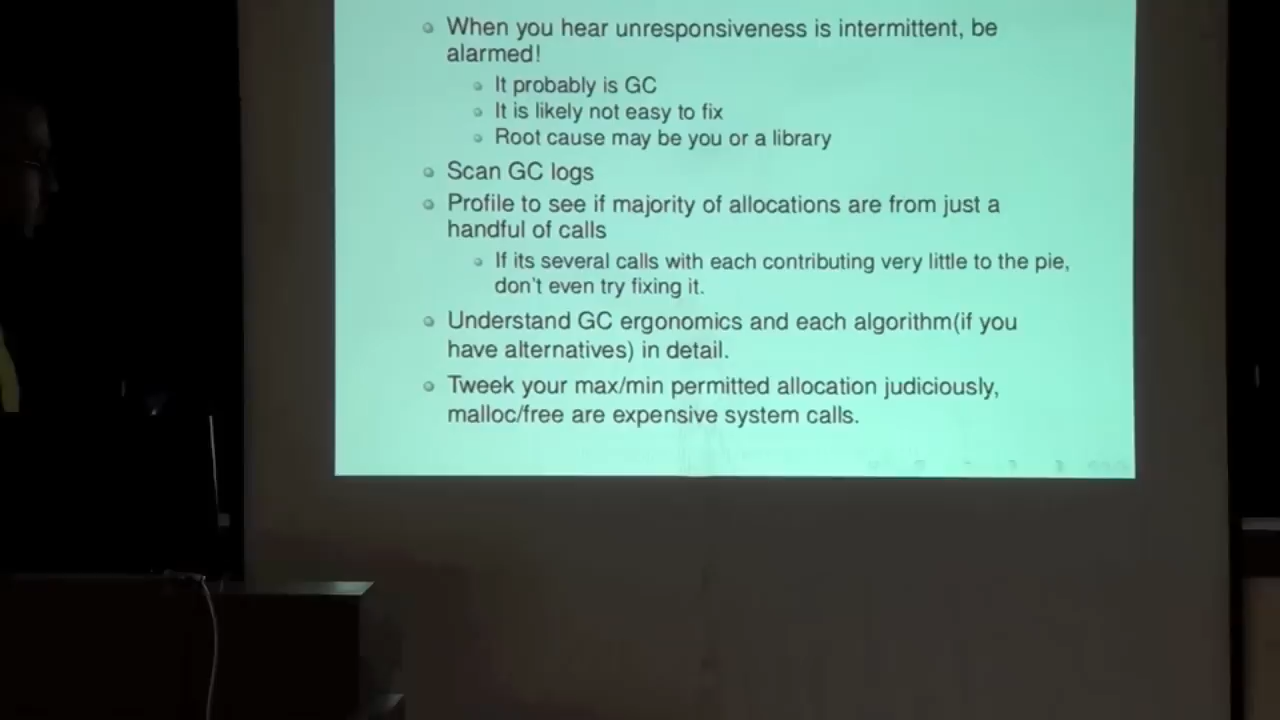 When you hear unresponsiveness is intermittent, be
alarmed!
It probably is GC
It is likely not easy to fix
Root cause may be you or a library
Scan GC logs
Profile to see if majority of allocations are from just a
handful of calls
If its several calls with each contributing very little to the pie,
don't even try fixing it.
Understand GC ergonomics and each algorithm(if you
have alternatives) in detail.
Tweek your max/min permitted allocation judiciously,
malloc/free are expensive system calls.